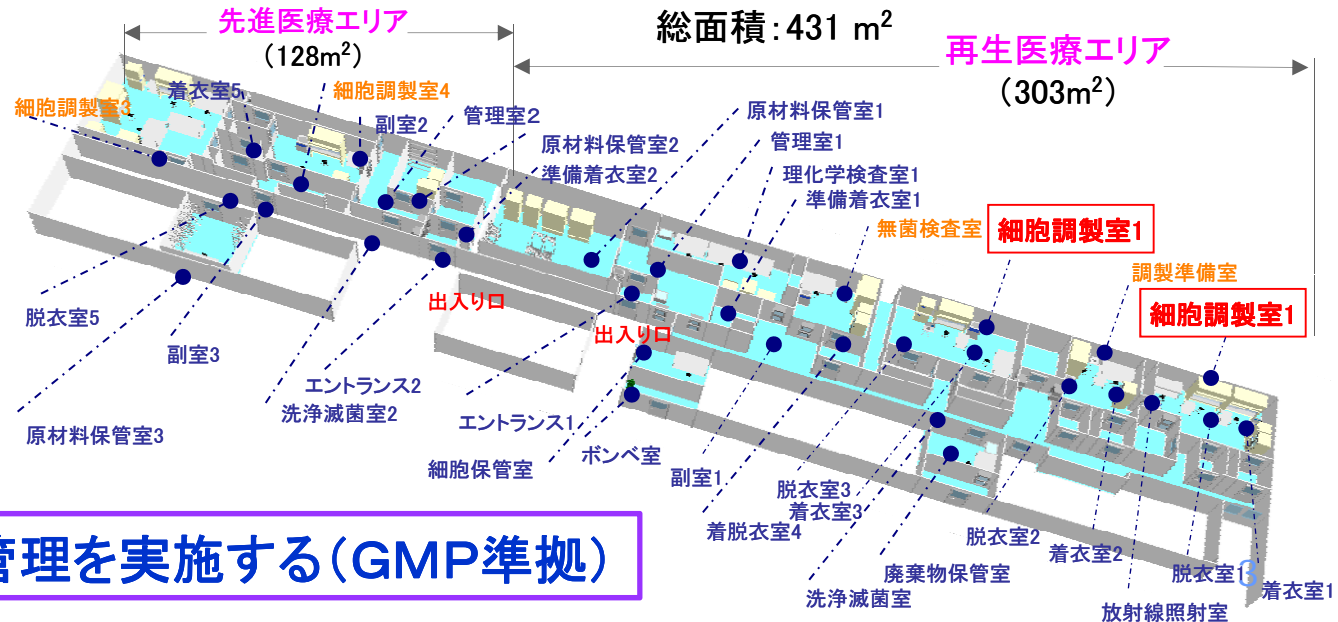 先進医療エリア
（128m²）
総面積：431 m²
再生医療エリア
（303m²）
細胞調製室3
着衣室5
細胞調製室4
副室2
管理室2
原材料保管室2
準備着衣室2
原材料保管室1
管理室1
理化学検査室1
準備着衣室1
無菌検査室
細胞調製室1
調製準備室
細胞調製室1
出入り口
出入り口
脱衣室5
副室3
原材料保管室3
エントランス2
洗浄滅菌室2
エントランス1
細胞保管室
ボンベ室
副室1
着脱衣室4
脱衣室3
着衣室3
廃棄物保管室
洗浄滅菌室
脱衣室2
着衣室2
放射線照射室
脱衣室1
着衣室1
3
管理を実施する（GMP準拠）